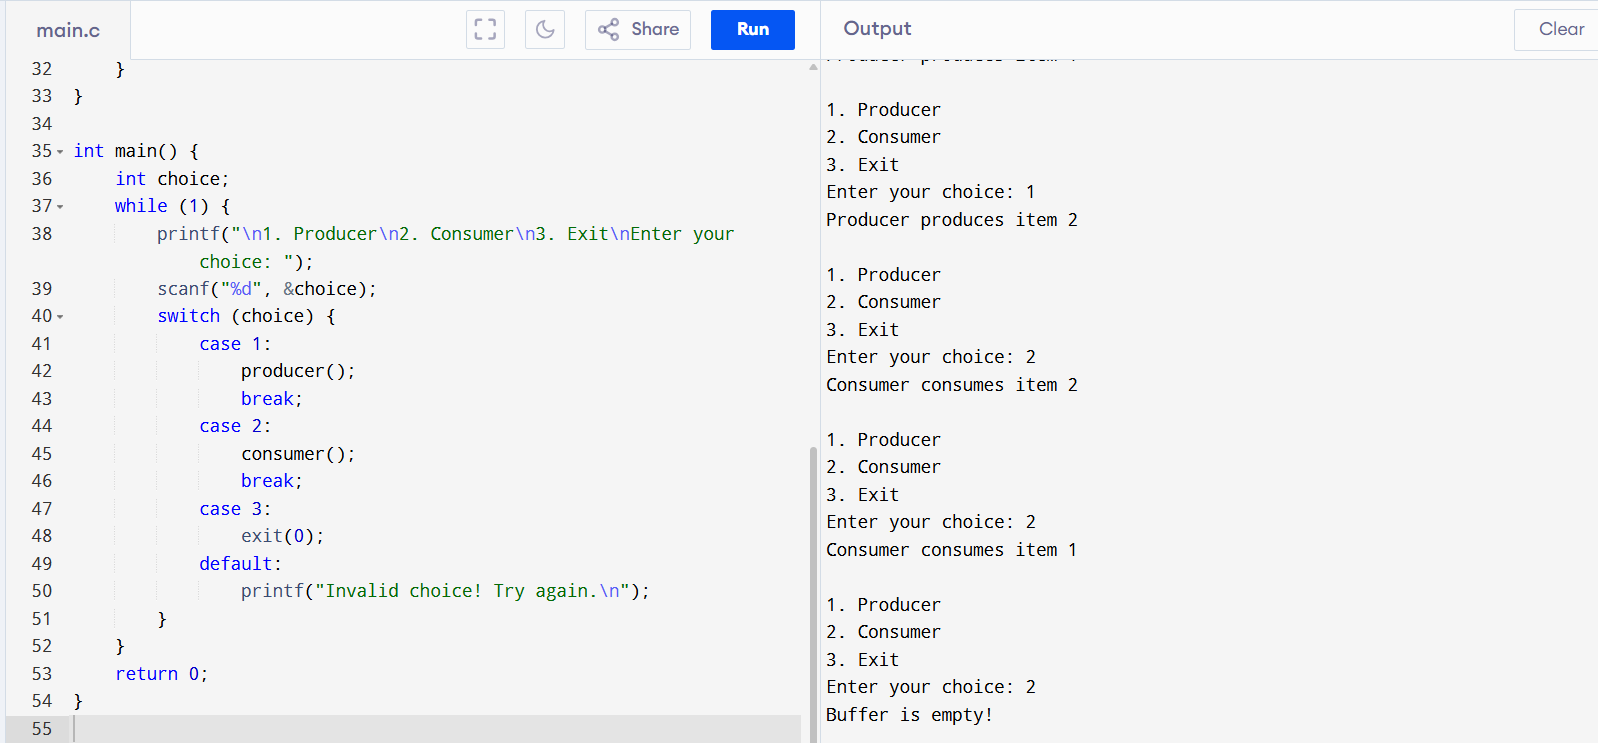 main.c
Share
Run
32 }
33 }
34
35 int main() {
36 int choice;
37 while (1) {
38 printf("\n1. Producer\n2. Consumer\n3. Exit\nEnter your
choice: ");
39 scanf("%d", &choice);
40 switch (choice) {
41 case 1:
42 producer();
43 break;
44 case 2:
45 consumer();
46 break;
47 case 3:
48 exit(0);
49 default:
50 printf("Invalid choice! Try again.\n");
51 }
52 }
53 return 0;
54 }
55
Output
Clear
1. Producer
2. Consumer
3. Exit
Enter your choice: 1
Producer produces item 2
1. Producer
2. Consumer
3. Exit
Enter your choice: 2
Consumer consumes item 2
1. Producer
2. Consumer
3. Exit
Enter your choice: 2
Consumer consumes item 1
1. Producer
2. Consumer
3. Exit
Enter your choice: 2
Buffer is empty!